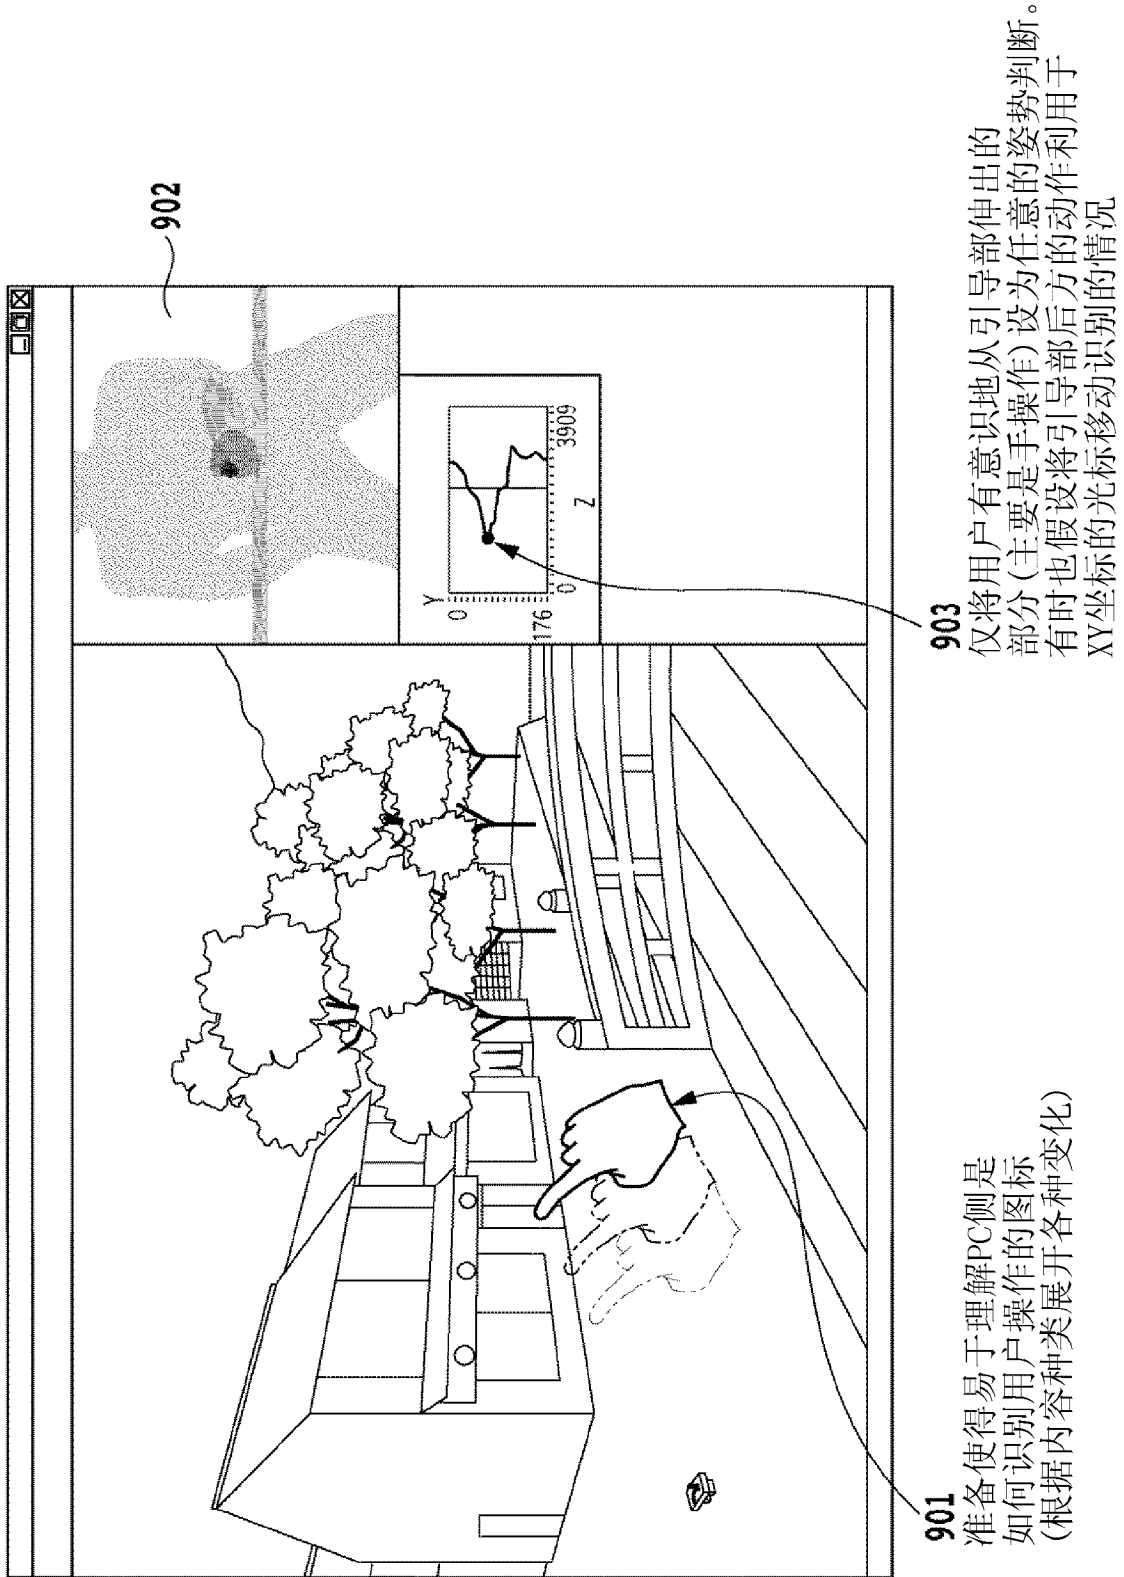 902
Y
0
176
0
3909
Z
903
仅将用户有意识地从引导部伸出的
部分(主要是手操作)设为任意的姿势判断。
有时也假设将引导部后方的动作利用于
XY坐标的光标移动识别的情况
901
准备使得易于理解PC侧是
如何识别用户操作的图标
(根据内容种类展开各种变化)